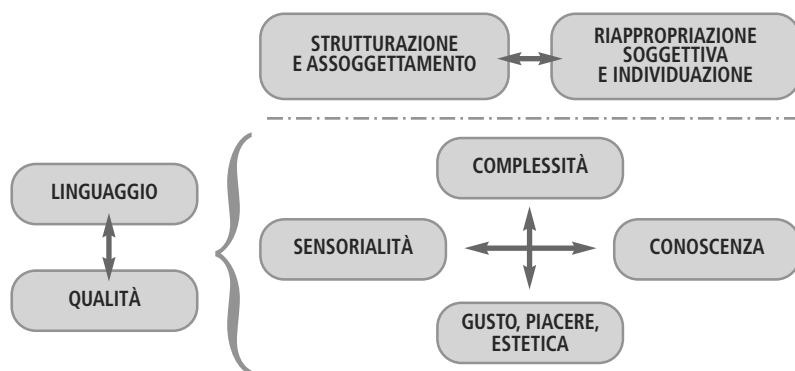 STRUTTURAZIONE
E ASSOGGETTAMENTO
RIAPPROPRIAZIONE
SOGGETTIVA
E INDIVIDUAZIONE
LINGUAGGIO
QUALITÀ
COMPLESSITÀ
SENSORIALITÀ
CONOSCENZA
GUSTO, PIACERE,
ESTETICA